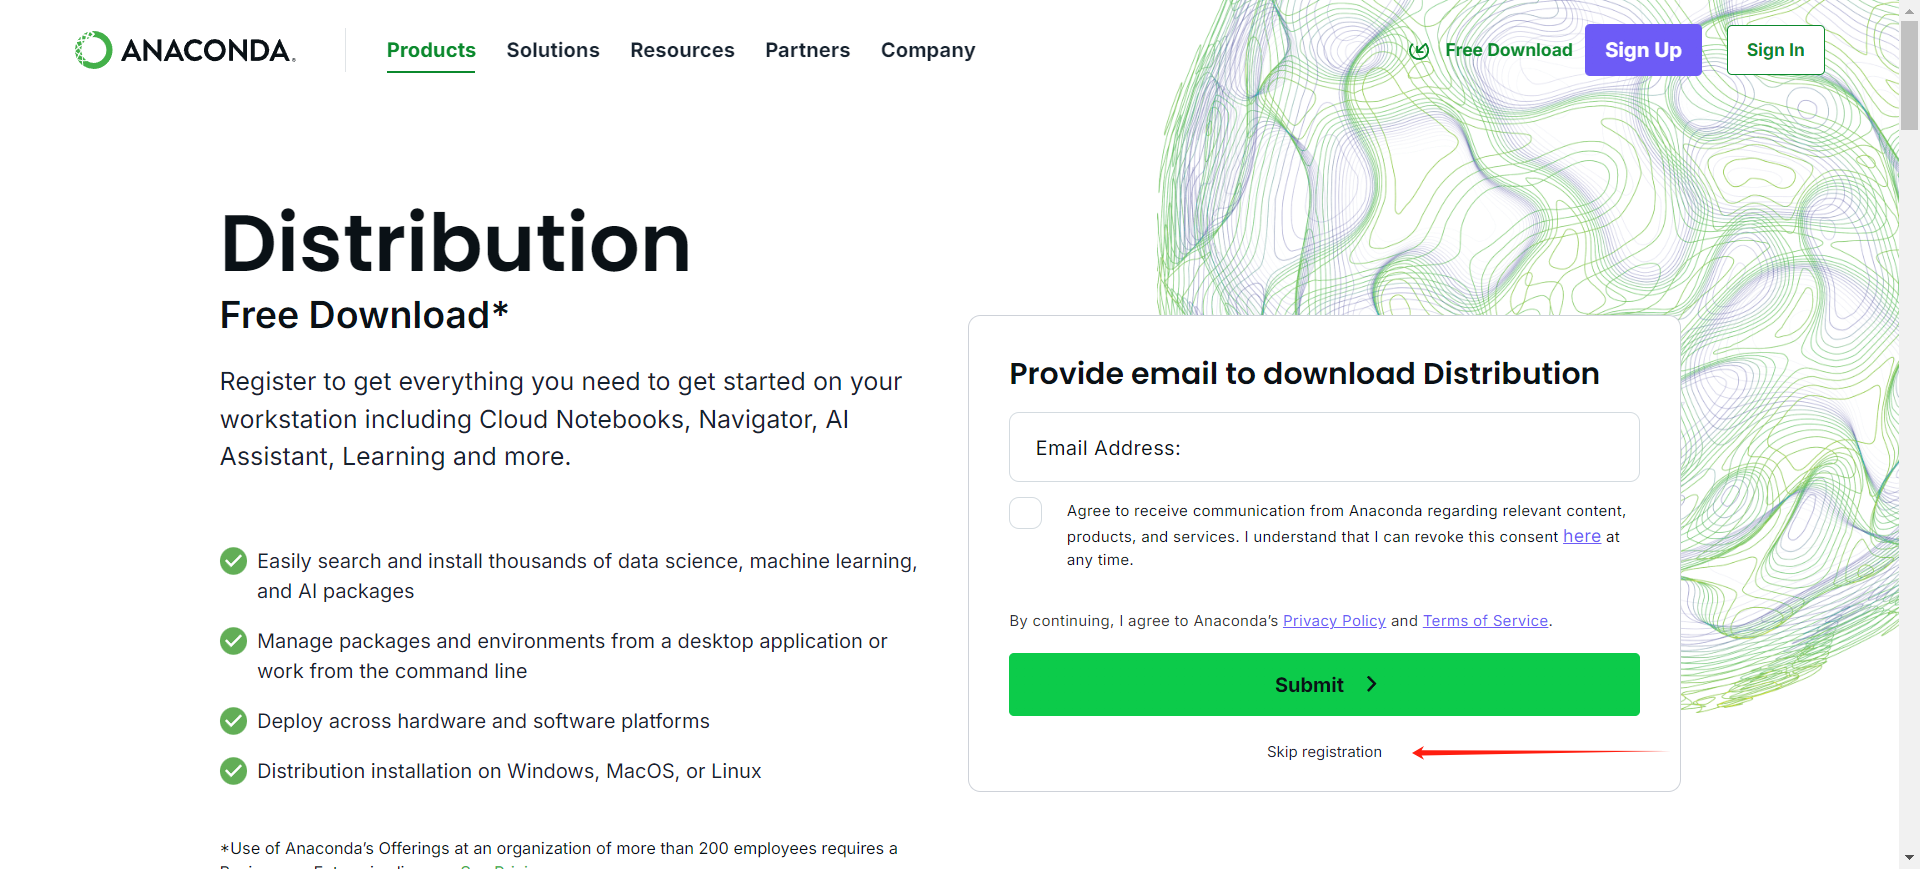 ANACONDA.
Products Solutions Resources Partners Company
Free Download Sign Up Sign In
Distribution
Free Download*
Register to get everything you need to get started on your
workstation including Cloud Notebooks, Navigator, AI
Assistant, Learning and more.
Easily search and install thousands of data science, machine learning,
and AI packages
Manage packages and environments from a desktop application or
work from the command line
Deploy across hardware and software platforms
Distribution installation on Windows, MacOS, or Linux
*Use of Anaconda’s Offerings at an organization of more than 200 employees requires a
Provide email to download Distribution
Email Address:
Agree to receive communication from Anaconda regarding relevant content,
products, and services. I understand that I can revoke this consent here at
any time.
By continuing, I agree to Anaconda’s Privacy Policy and Terms of Service.
Submit
Skip registration